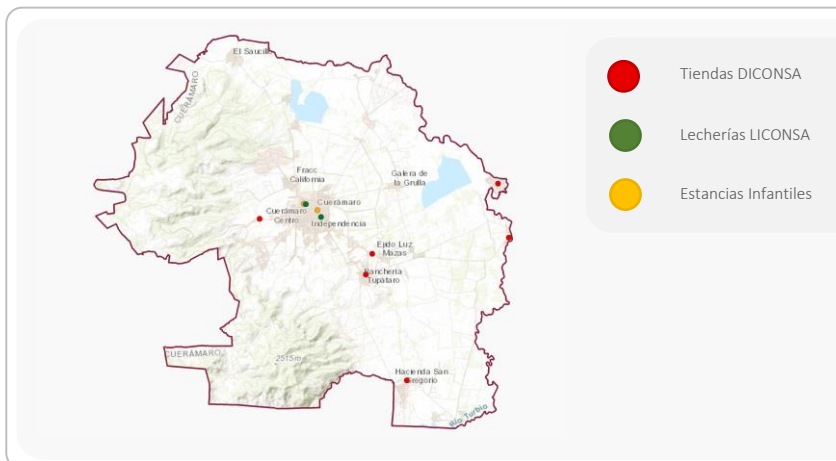 El Saucillo
CUERÁMARO
Fracc
California
Galera de
la Grulla
Cuerámaro
Cuerámaro
Centro
Independencia
Ejido Luz
Mazas
Ranchería
Tupátaro
CUERÁMARO
2515m
Hacienda San
Gregorio
Río Turbio
Tiendas DICONSA
Lecherías LICONSA
Estancias Infantiles